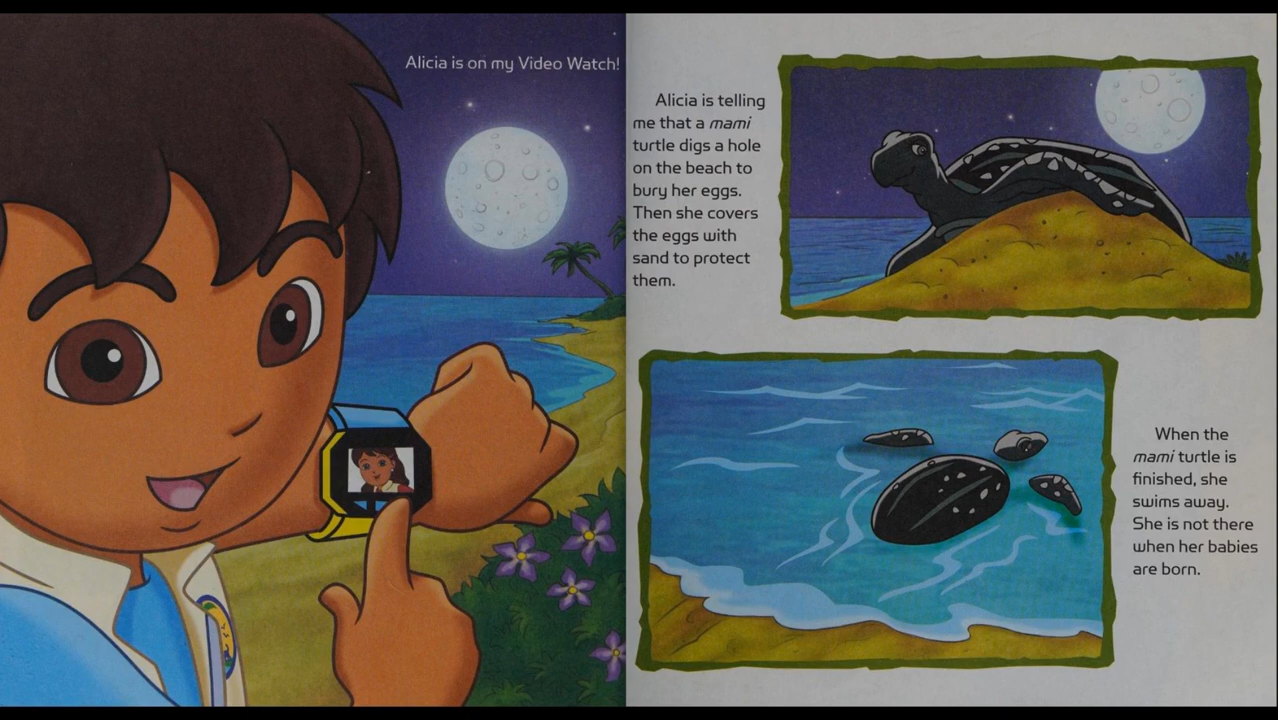 Alicia is on my Video Watch!
Alicia is telling
me that a mami
turtle digs a hole
on the beach to
bury her eggs.
Then she covers
the eggs with
sand to protect
them.
When the
mami turtle is
finished, she
swims away.
She is not there
when her babies
are born.